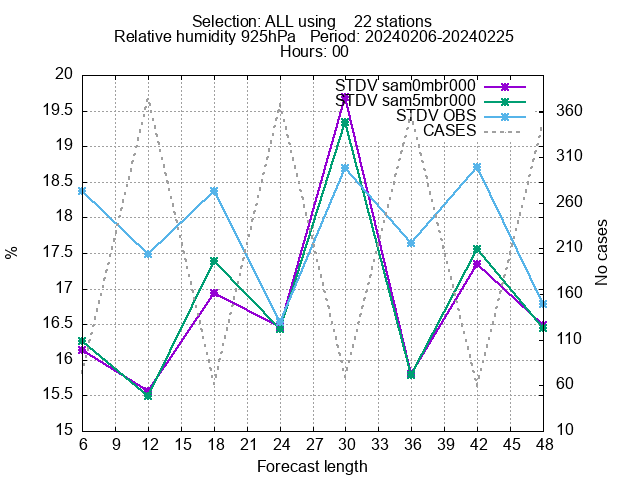 Selection: ALL using    22 stations
Relative humidity 925hPa   Period: 20240206-20240225
Hours: 00
STDV sam0mbr000
STDV sam5mbr000
STDV OBS
CASES
20
19.5
19
18.5
18
17.5
17
16.5
16
15.5
15
%
360
310
260
210
160
110
60
10
No cases
6 9 12 15 18 21 24 27 30 33 36 39 42 45 48
Forecast length